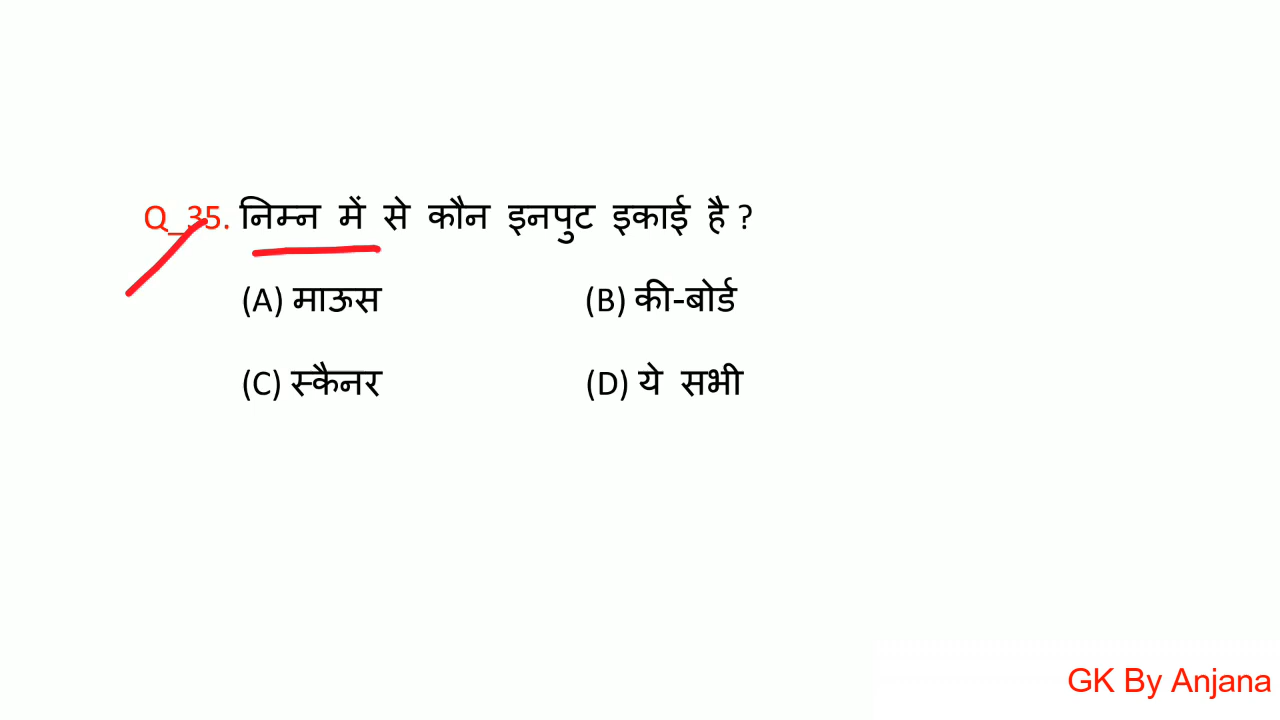 Q_35. निम्न में से कौन इनपुट इकाई है ?
(A) माऊस (B) की-बोर्ड
(C) स्कैनर (D) ये सभी
GK By Anjana